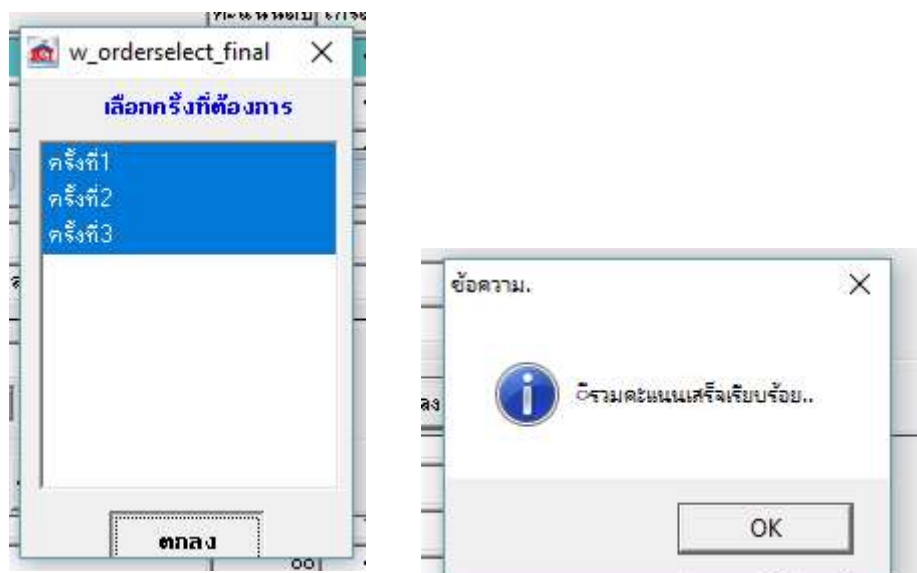 w_orderselect_final
เลือกครั้งที่ต้องการ
ครั้งที่1
ครั้งที่2
ครั้งที่3
ตกลง
ข้อความ.
ิรวมคะแนนเสร็จเรียบร้อย..
OK